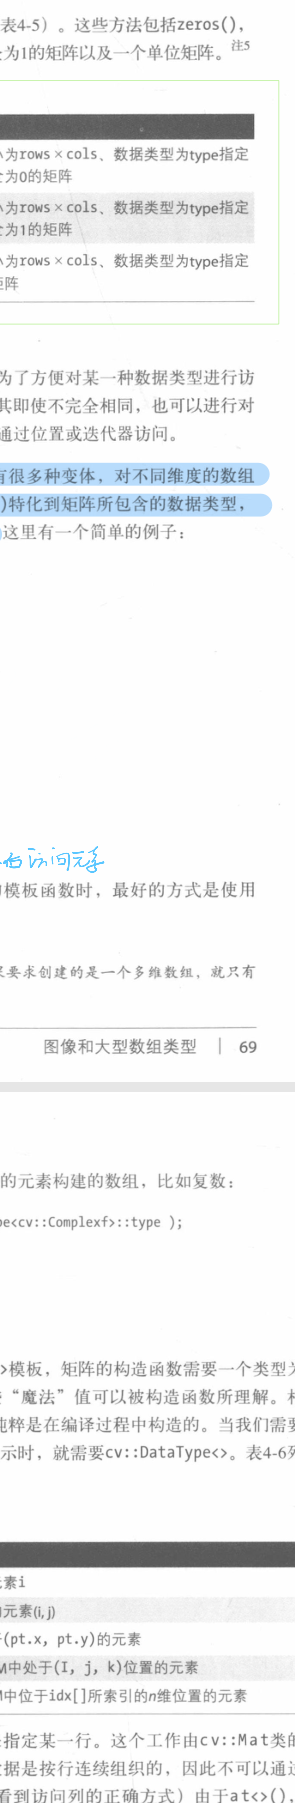 表4-5）。这些方法包括zeros(),
为1的矩阵以及一个单位矩阵。注5
为rows×cols、数据类型为type指定
为0的矩阵
为rows×cols、数据类型为type指定
为1的矩阵
为rows×cols、数据类型为type指定
阵
为了方便对某一种数据类型进行访
其即使不完全相同，也可以进行对
通过位置或迭代器访问。
有很多种变体，对不同维度的数组
)特化到矩阵所包含的数据类型，
这里有一个简单的例子：
访问元素
模板函数时，最好的方式是使用
要求创建的是一个多维数组，就只有
图像和大型数组类型 | 69
的元素构建的数组，比如复数：
pe<cv::Complexf>::type );
>模板，矩阵的构造函数需要一个类型为
“魔法”值可以被构造函数所理解。
纯粹是在编译过程中构造的。当我们需要
示时，就需要cv::DataType<>。表4-6列
素i
元素(i,j)
(pt.x, pt.y)的元素
M中处于(I, j, k)位置的元素
M中位于idx[]所索引的n维位置的元素
指定某一行。这个工作由cv::Mat类的
数据是按行连续组织的，因此不可以通过
看到访问列的正确方式）由于at<>(),